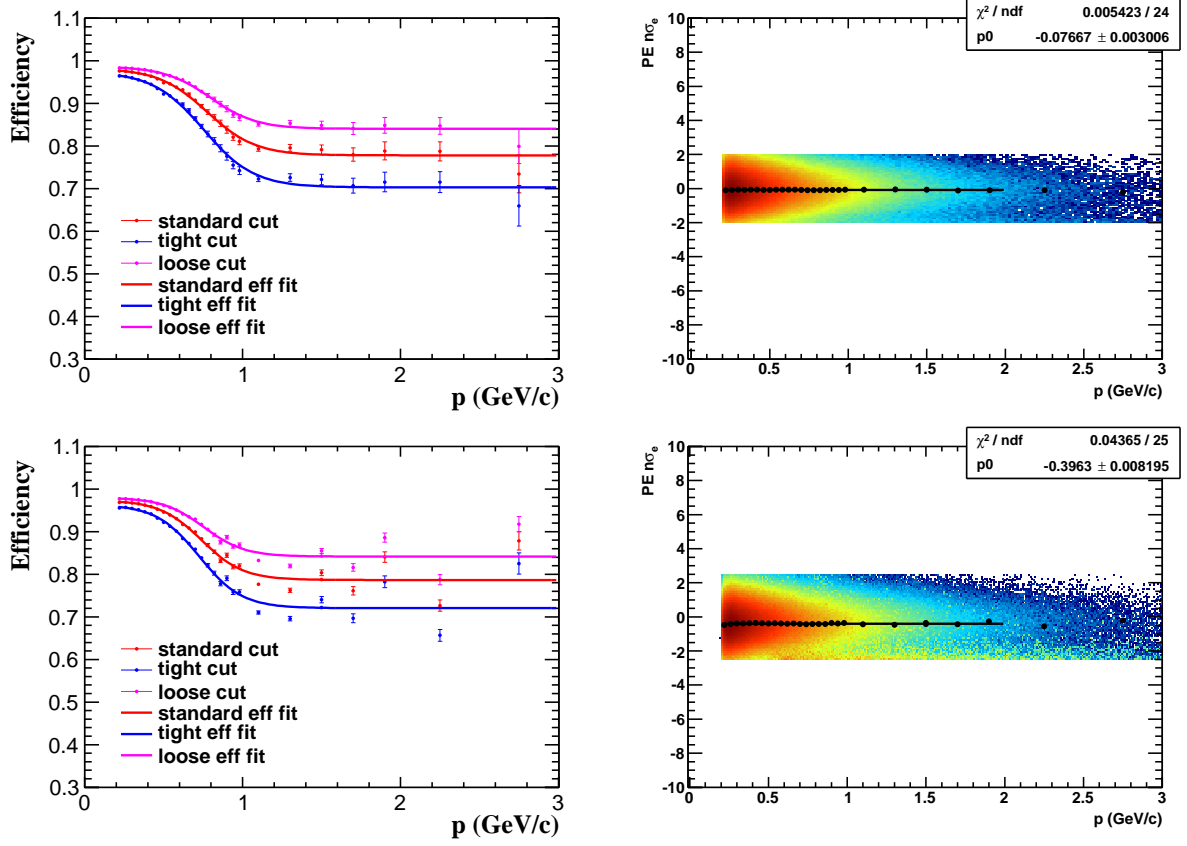 1.1
1
0.9
0.8
0.7
0.6
0.5
0.4
0.3
Efficiency
standard cut
tight cut
loose cut
standard eff fit
tight eff fit
loose eff fit
0 1 2 3
p (GeV/c)
χ² / ndf 0.005423 / 24
p0 -0.07667 ± 0.003006
PE nσₑ
10
8
6
4
2
0
-2
-4
-6
-8
-10
0 0.5 1 1.5 2 2.5 3
p (GeV/c)
1.1
1
0.9
0.8
0.7
0.6
0.5
0.4
0.3
Efficiency
standard cut
tight cut
loose cut
standard eff fit
tight eff fit
loose eff fit
0 1 2 3
p (GeV/c)
χ² / ndf 0.04365 / 25
p0 -0.3963 ± 0.008195
PE nσₑ
10
8
6
4
2
0
-2
-4
-6
-8
-10
0 0.5 1 1.5 2 2.5 3
p (GeV/c)